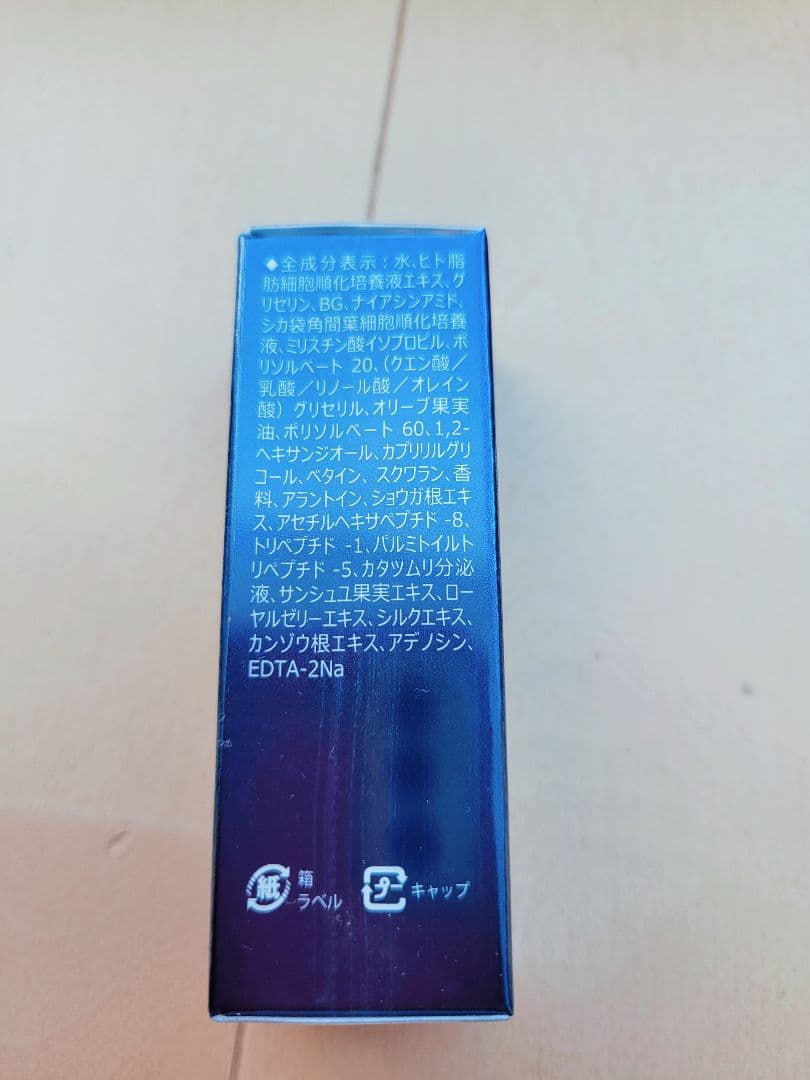 ◆全成分表示：水、ヒト脂
肪細胞順化培養液エキス、グ
リセリン、BG、ナイアシンアミド、
シカ袋角間葉細胞順化培養
液、ミリスチン酸イソプロピル、ポ
リソルベート 20、（クエン酸／
乳酸／リノール酸／オレイン
酸）グリセリル、オリーブ果実
油、ポリソルベート 60、1,2-
ヘキサンジオール、カプリリルグリ
コール、ベタイン、スクワラン、香
料、アラントイン、ショウガ根エキ
ス、アセチルヘキサペプチド -8、
トリペプチド -1、パルミトイルト
リペプチド -5、カタツムリ分泌
液、サンシュユ果実エキス、ロー
ヤルゼリーエキス、シルクエキス、
カンゾウ根エキス、アデノシン、
EDTA-2Na
紙 箱
ラベル
プ キャップ